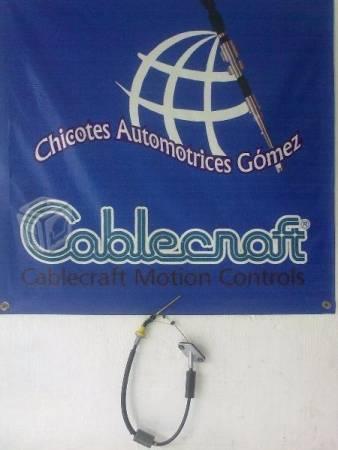 Chicotes Automotrices Gómez
Cablecraft®
Cablecraft Motion Controls